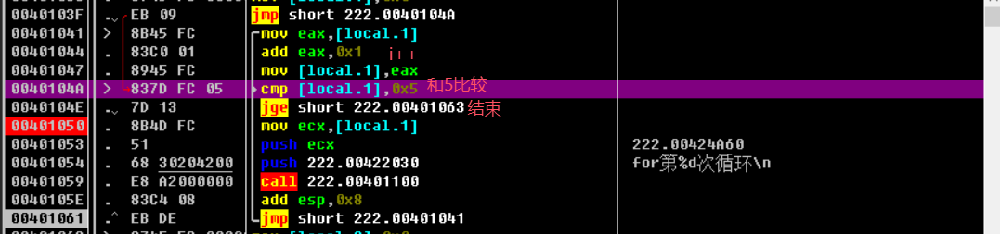 0040103F . EB 09 jmp short 222.0040104A
00401041 > 8B45 FC mov eax,[local.1]
00401044 . 83C0 01 add eax,0x1 i++
00401047 . 8945 FC mov [local.1],eax
0040104A > 837D FC 05 cmp [local.1],0x5 和5比较
0040104E . 7D 13 jge short 222.00401063 结束
00401050 . 8B4D FC mov ecx,[local.1]
00401053 . 51 push ecx 222.00424A60
00401054 . 68 30204200 push 222.00422030 for第%d次循环\n
00401059 . E8 A2000000 call 222.00401100
0040105E . 83C4 08 add esp,0x8
00401061 .^ EB DE jmp short 222.00401041